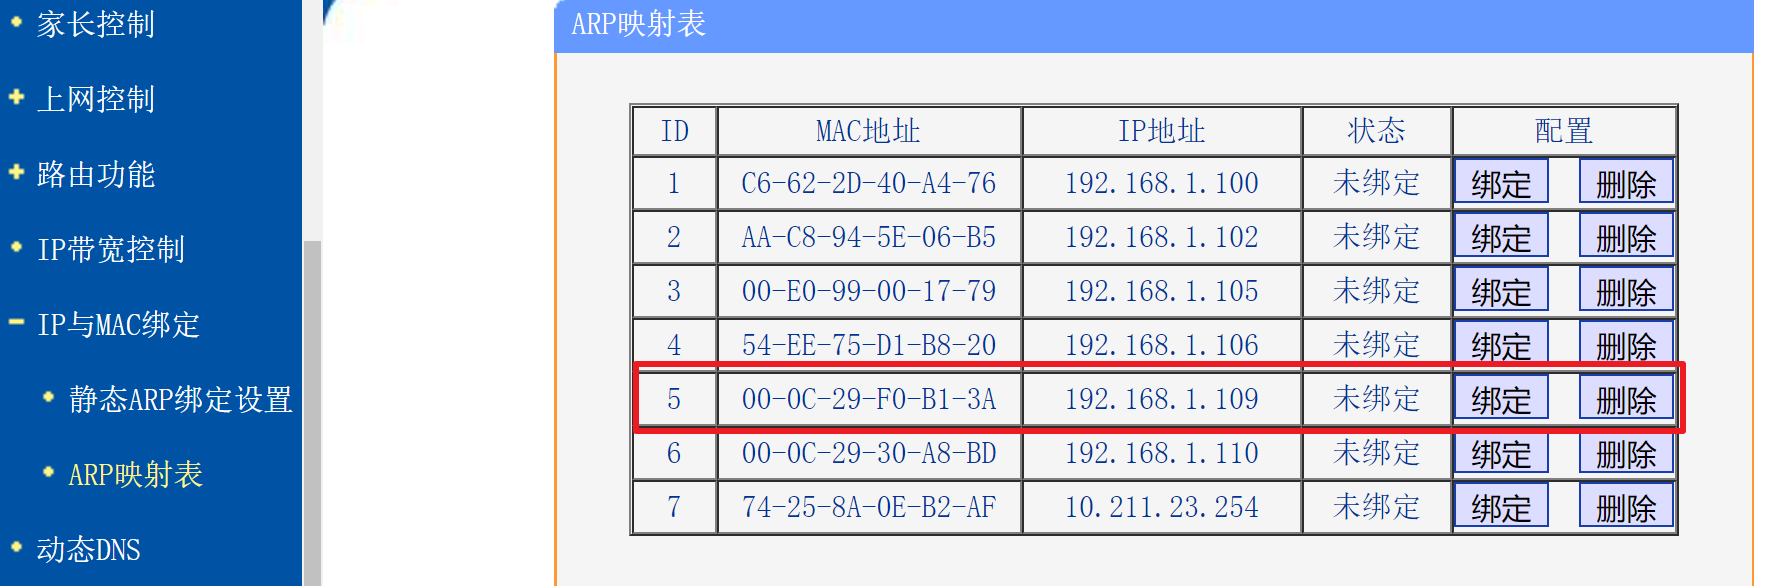 家长控制
上网控制
路由功能
IP带宽控制
IP与MAC绑定
静态ARP绑定设置
ARP映射表
动态DNS
ARP映射表
ID MAC地址 IP地址 状态 配置
1 C6-62-2D-40-A4-76 192.168.1.100 未绑定 绑定 删除
2 AA-C8-94-5E-06-B5 192.168.1.102 未绑定 绑定 删除
3 00-E0-99-00-17-79 192.168.1.105 未绑定 绑定 删除
4 54-EE-75-D1-B8-20 192.168.1.106 未绑定 绑定 删除
5 00-0C-29-F0-B1-3A 192.168.1.109 未绑定 绑定 删除
6 00-0C-29-30-A8-BD 192.168.1.110 未绑定 绑定 删除
7 74-25-8A-0E-B2-AF 10.211.23.254 未绑定 绑定 删除